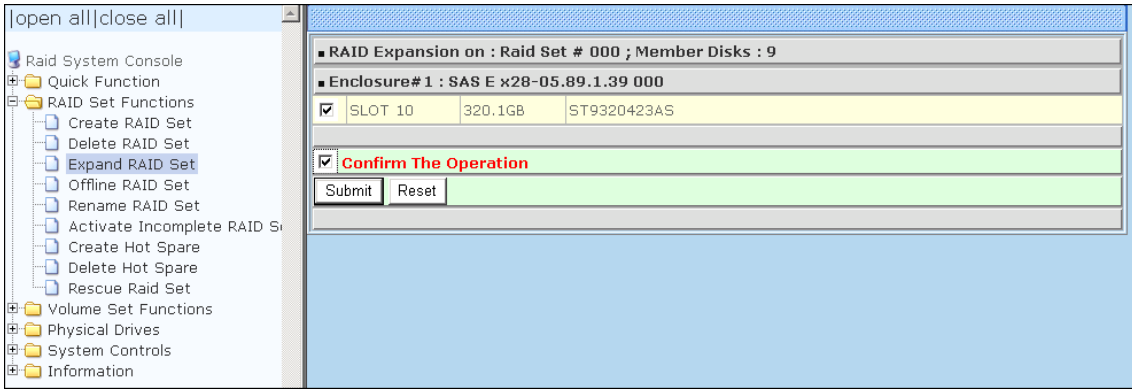 |open all|close all|
Raid System Console
Quick Function
RAID Set Functions
Create RAID Set
Delete RAID Set
Expand RAID Set
Offline RAID Set
Rename RAID Set
Activate Incomplete RAID S
Create Hot Spare
Delete Hot Spare
Rescue Raid Set
Volume Set Functions
Physical Drives
System Controls
Information
RAID Expansion on : Raid Set # 000 ; Member Disks : 9
Enclosure#1 : SAS E x28-05.89.1.39 000
SLOT 10 320.1GB ST9320423AS
Confirm The Operation
Submit Reset